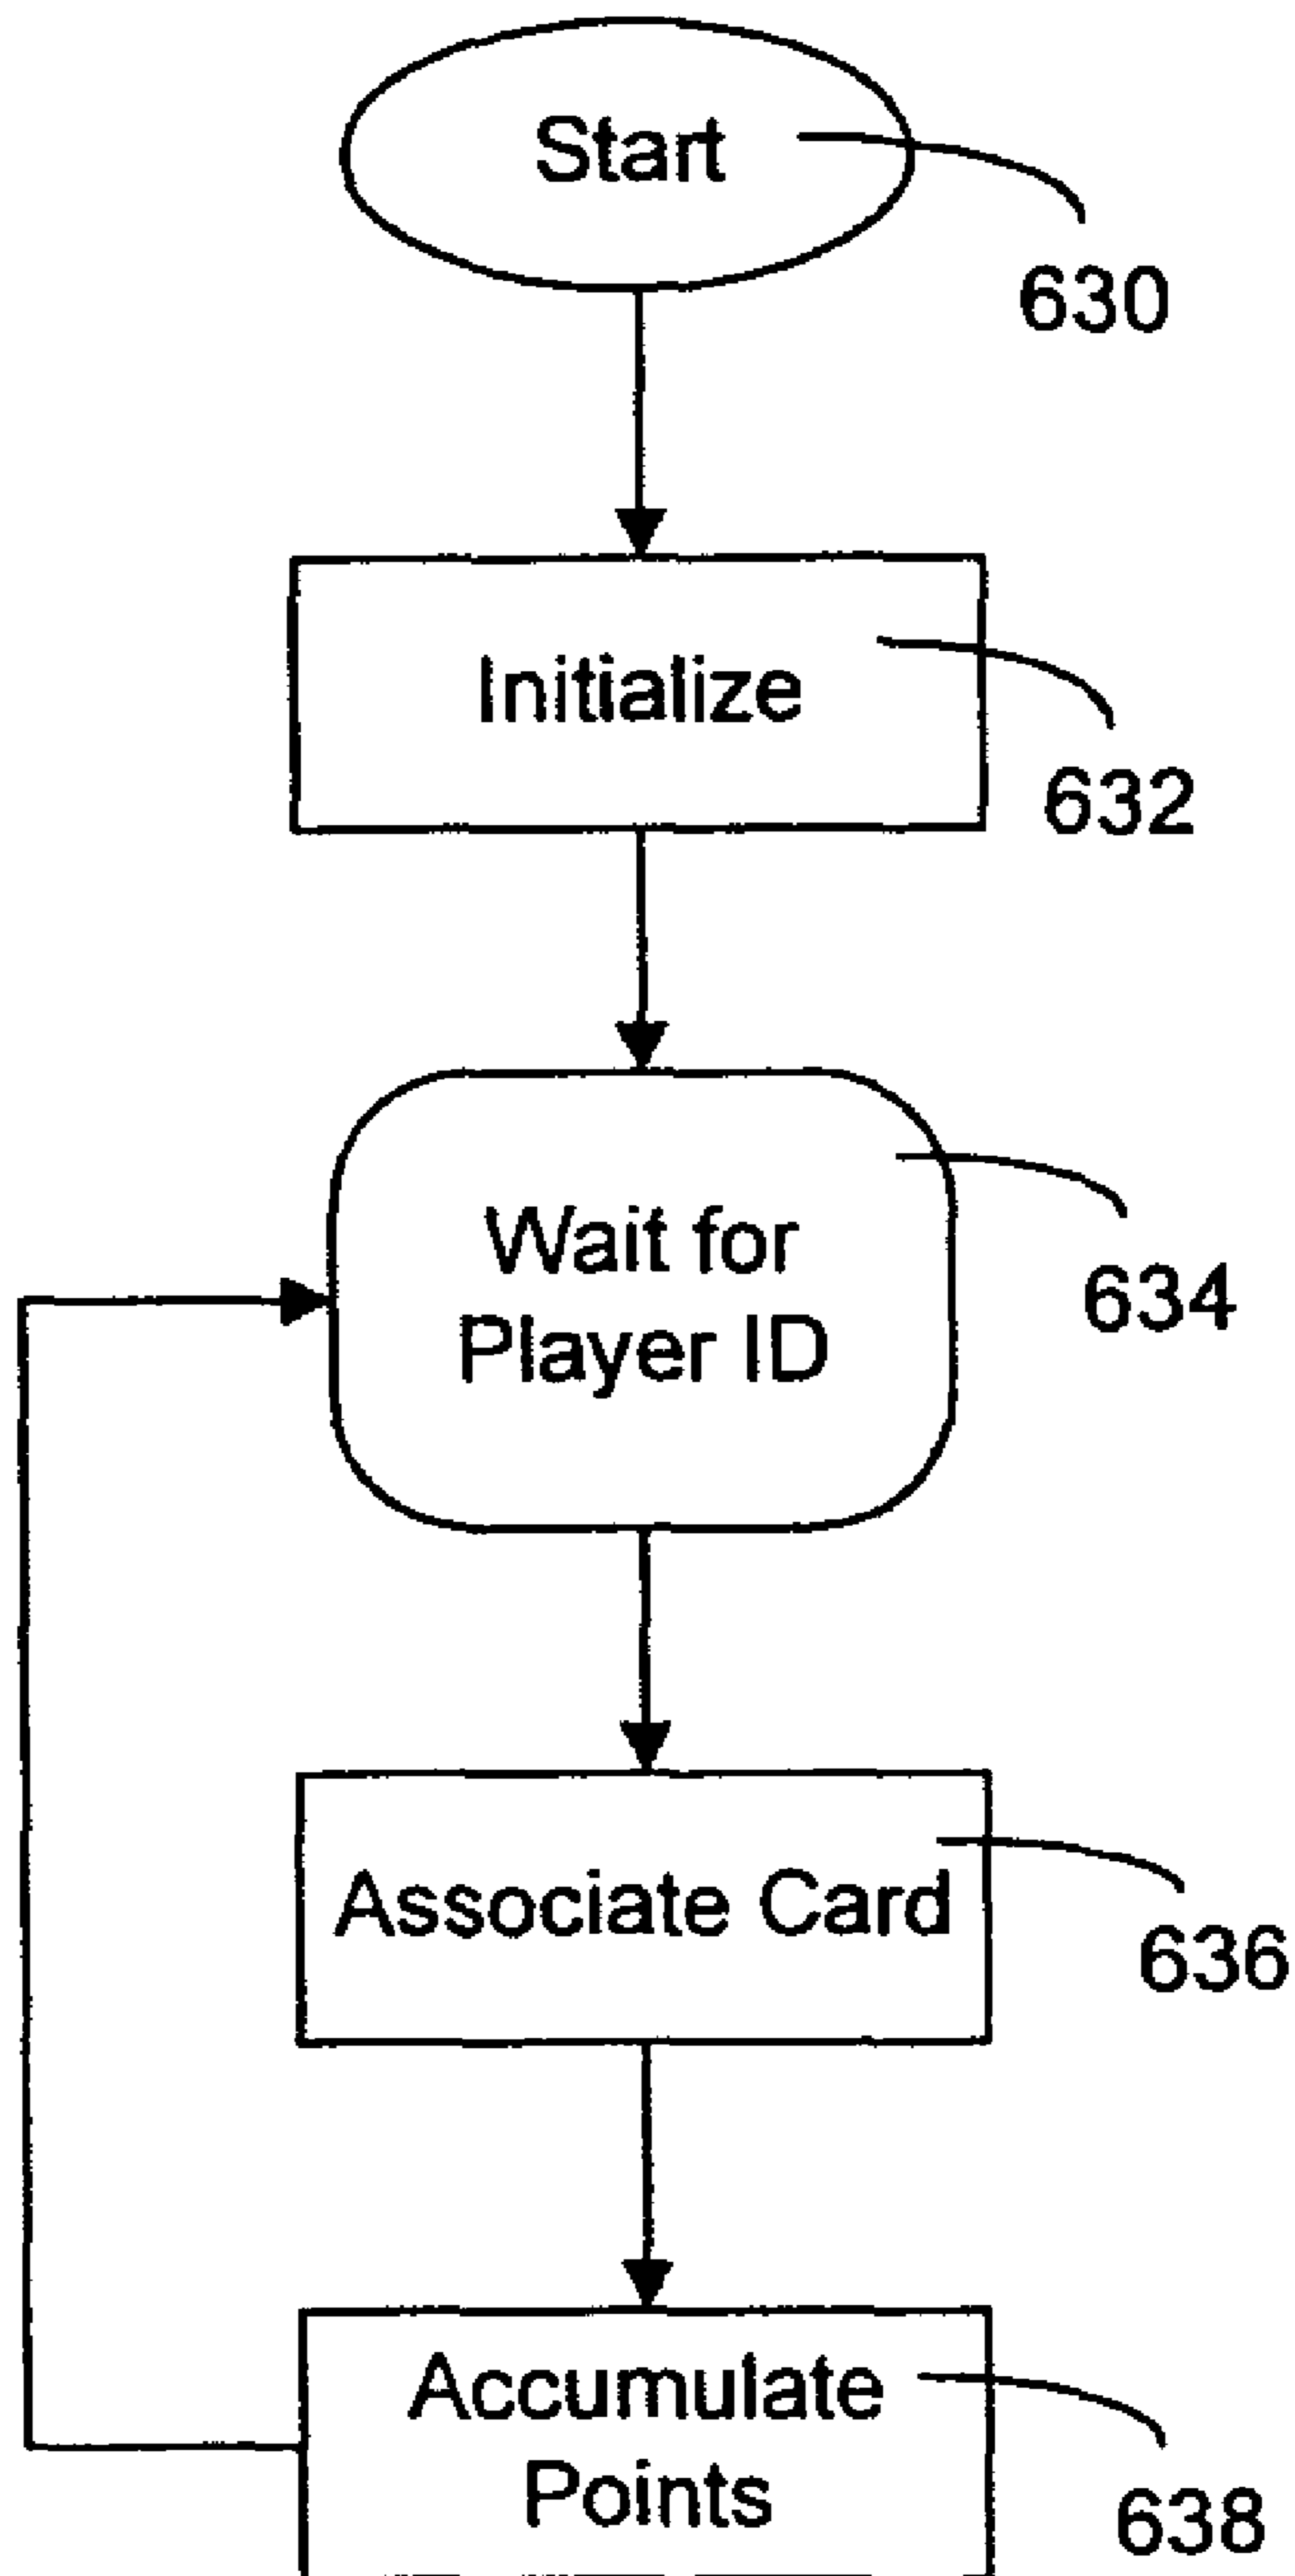 Start
630
Initialize
632
Wait for
Player ID
634
Associate Card
636
Accumulate
Points
638